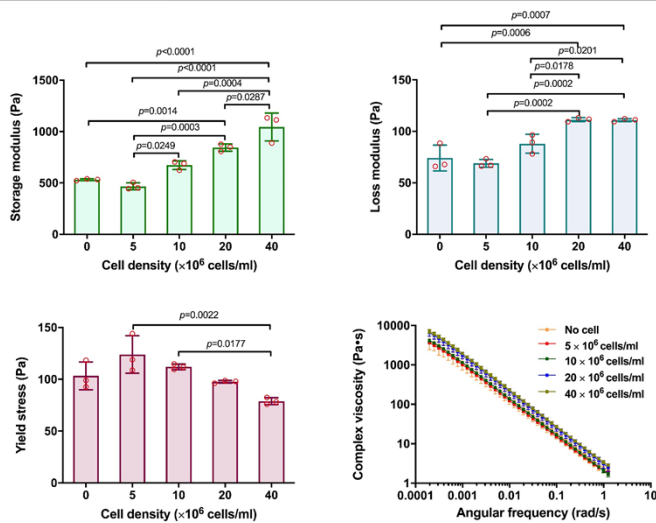 p<0.0001
p<0.0001
p=0.0004
p=0.0287
p=0.0014
p=0.0003
p=0.0249
Storage modulus (Pa)
1500
1000
500
0
0 5 10 20 40
Cell density (×10⁶ cells/ml)
p=0.0007
p=0.0006
p=0.0201
p=0.0178
p=0.0002
p=0.0002
Loss modulus (Pa)
150
100
50
0
0 5 10 20 40
Cell density (×10⁶ cells/ml)
p=0.0022
p=0.0177
Yield stress (Pa)
150
100
50
0
0 5 10 20 40
Cell density (×10⁶ cells/ml)
No cell
5 × 10⁶ cells/ml
10 × 10⁶ cells/ml
20 × 10⁶ cells/ml
40 × 10⁶ cells/ml
Complex viscosity (Pa•s)
10000
1000
100
10
1
0.0001 0.001 0.01 0.1 1 10
Angular frequency (rad/s)